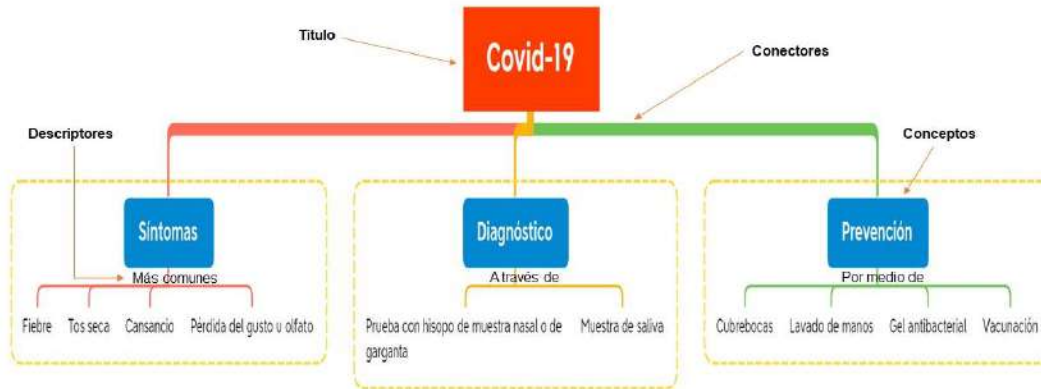 Titulo
Covid-19
Conectores
Descriptores
Conceptos
Síntomas
Diagnóstico
Prevención
Más comunes
A través de
Por medio de
Fiebre
Tos seca
Cansancio
Pérdida del gusto u olfato
Prueba con hisopo de muestra nasal o de
garganta
Muestra de saliva
Cubrebocas
Lavado de manos
Gel antibacterial
Vacunación